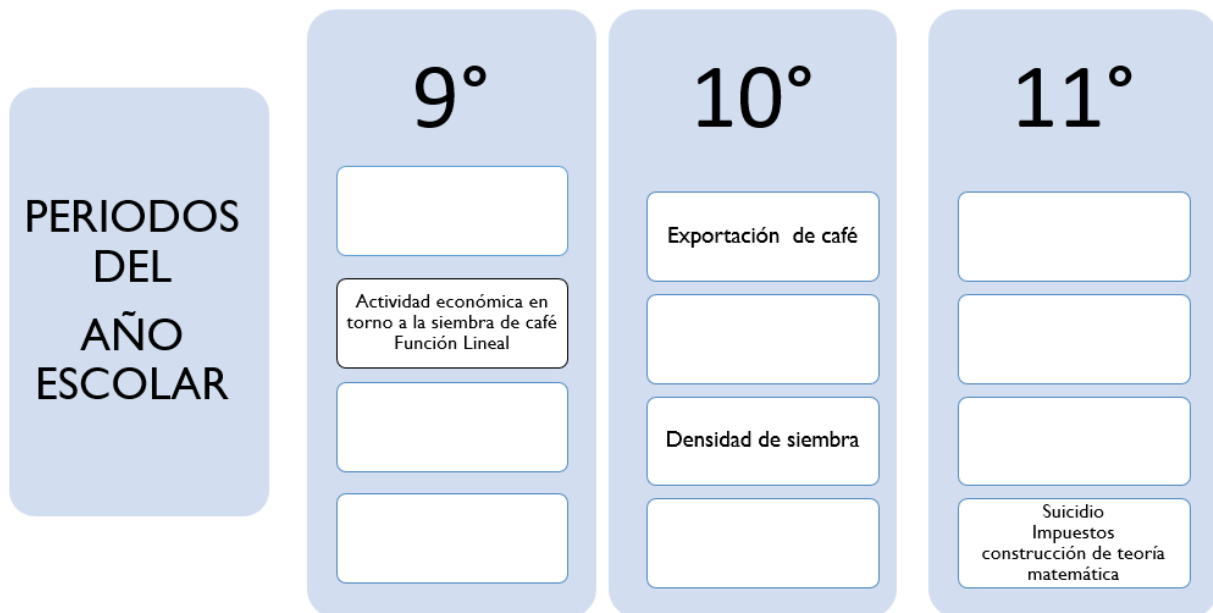 PERIODOS
DEL
AÑO
ESCOLAR
9°
Actividad económica en
torno a la siembra de café
Función Lineal
10°
Exportación de café
Densidad de siembra
11°
Suicidio
Impuestos
construcción de teoría
matemática